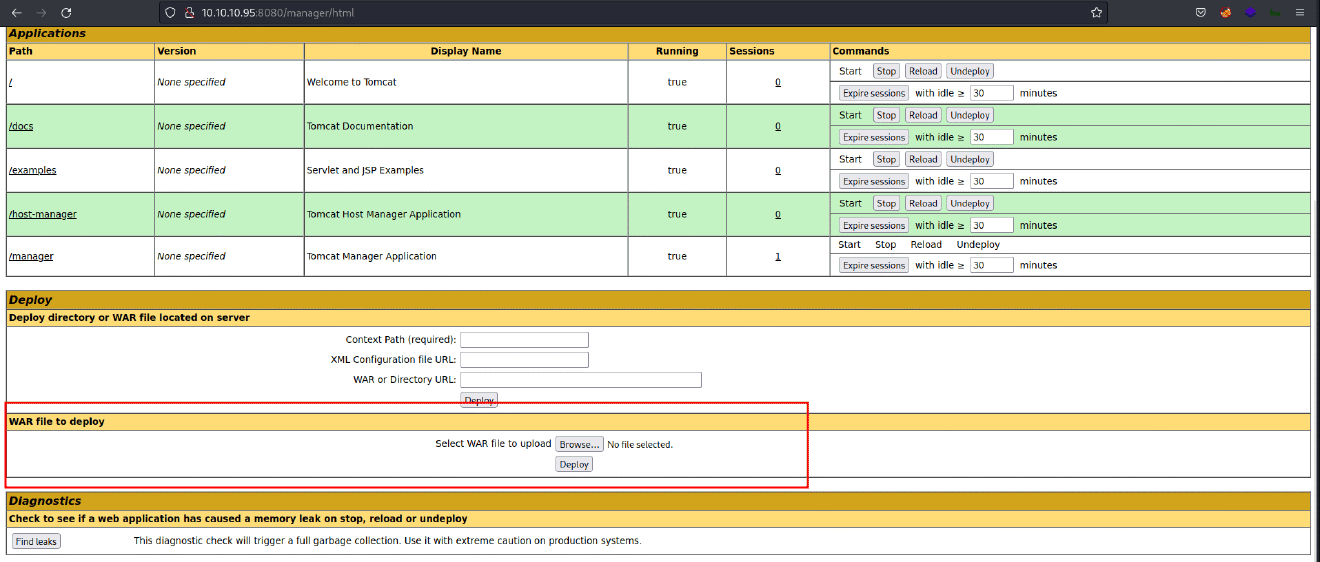 10.10.10.95:8080/manager/html
Applications
Path Version Display Name Running Sessions Commands
/ None specified Welcome to Tomcat true 0 Start Stop Reload Undeploy
Expire sessions with idle ≥ 30 minutes
/docs None specified Tomcat Documentation true 0 Start Stop Reload Undeploy
Expire sessions with idle ≥ 30 minutes
/examples None specified Servlet and JSP Examples true 0 Start Stop Reload Undeploy
Expire sessions with idle ≥ 30 minutes
/host-manager None specified Tomcat Host Manager Application true 0 Start Stop Reload Undeploy
Expire sessions with idle ≥ 30 minutes
/manager None specified Tomcat Manager Application true 1 Start Stop Reload Undeploy
Expire sessions with idle ≥ 30 minutes
Deploy
Deploy directory or WAR file located on server
Context Path (required):
XML Configuration file URL:
WAR or Directory URL:
Deploy
WAR file to deploy
Select WAR file to upload Browse... No file selected.
Deploy
Diagnostics
Check to see if a web application has caused a memory leak on stop, reload or undeploy
Find leaks This diagnostic check will trigger a full garbage collection. Use it with extreme caution on production systems.